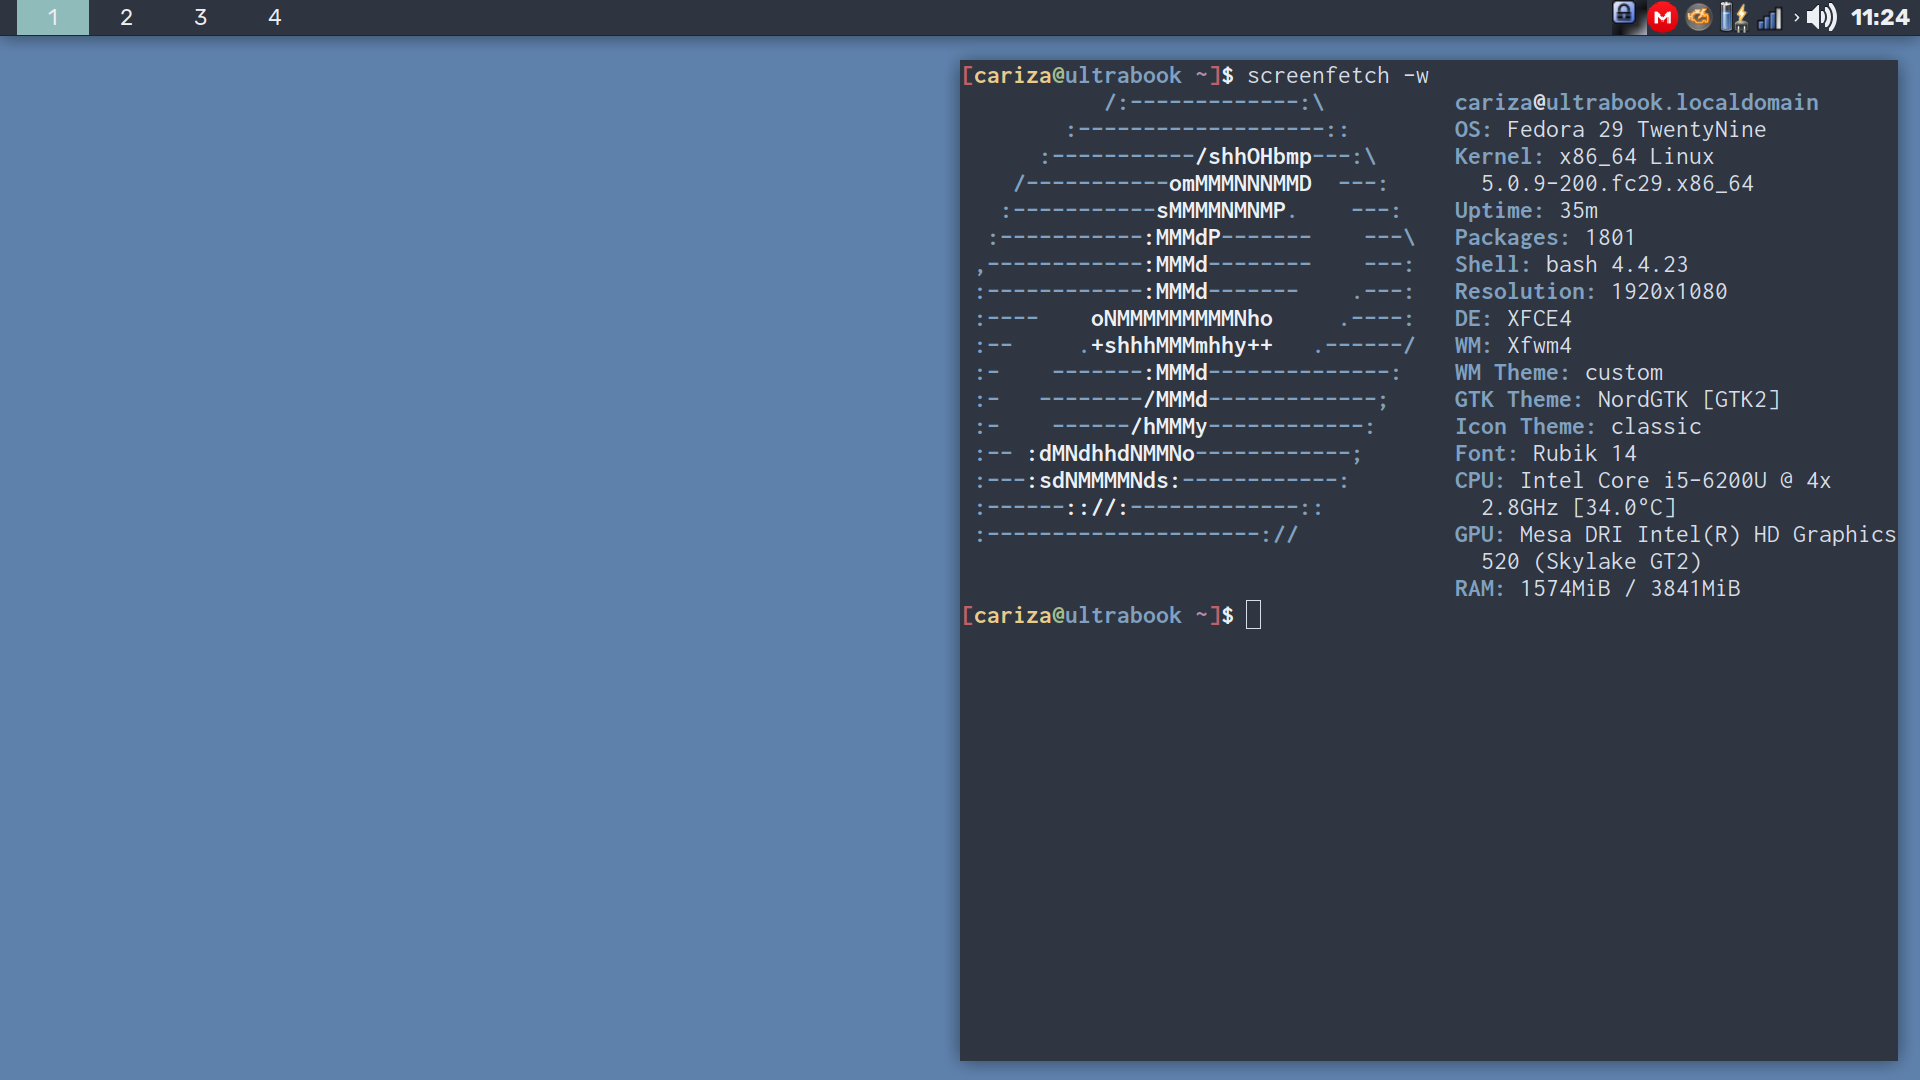 1 2 3 4 11:24
[cariza@ultrabook ~]$ screenfetch -w
/:-------------:\ cariza@ultrabook.localdomain
:-------------------:: OS: Fedora 29 TwentyNine
:-----------/shhOHbmp---:\ Kernel: x86_64 Linux
/-----------omMMMNNNMMD ---: 5.0.9-200.fc29.x86_64
:-----------sMMMMNMNMP. ---: Uptime: 35m
:-----------:MMMdP------- ---\ Packages: 1801
,------------:MMMd-------- ---: Shell: bash 4.4.23
:------------:MMMd------- .---: Resolution: 1920x1080
:---- oNMMMMMMMMMNho .----: DE: XFCE4
:-- .+shhhMMMmhhy++ .------/ WM: Xfwm4
:- -------:MMMd--------------: WM Theme: custom
:- --------/MMMd-------------; GTK Theme: NordGTK [GTK2]
:- ------/hMMMy------------: Icon Theme: classic
:-- :dMNdhhdNMMNo------------; Font: Rubik 14
:---:sdNMMMMNds:------------: CPU: Intel Core i5-6200U @ 4x
:------:://:-------------:: 2.8GHz [34.0°C]
:---------------------:// GPU: Mesa DRI Intel(R) HD Graphics
520 (Skylake GT2)
RAM: 1574MiB / 3841MiB
[cariza@ultrabook ~]$